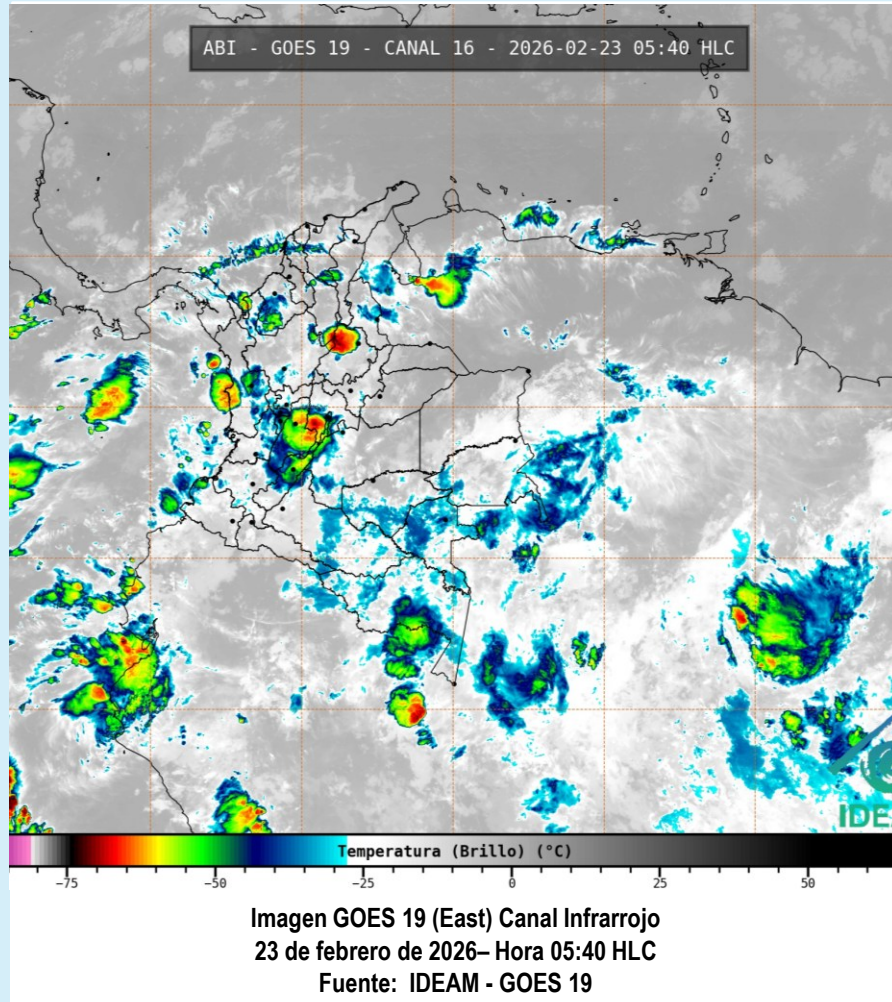 ABI - GOES 19 - CANAL 16 - 2026-02-23 05:40 HLC
IDE
Temperatura (Brillo) (°C)
−75 −50 −25 0 25 50
Imagen GOES 19 (East) Canal Infrarrojo
23 de febrero de 2026– Hora 05:40 HLC
Fuente: IDEAM - GOES 19